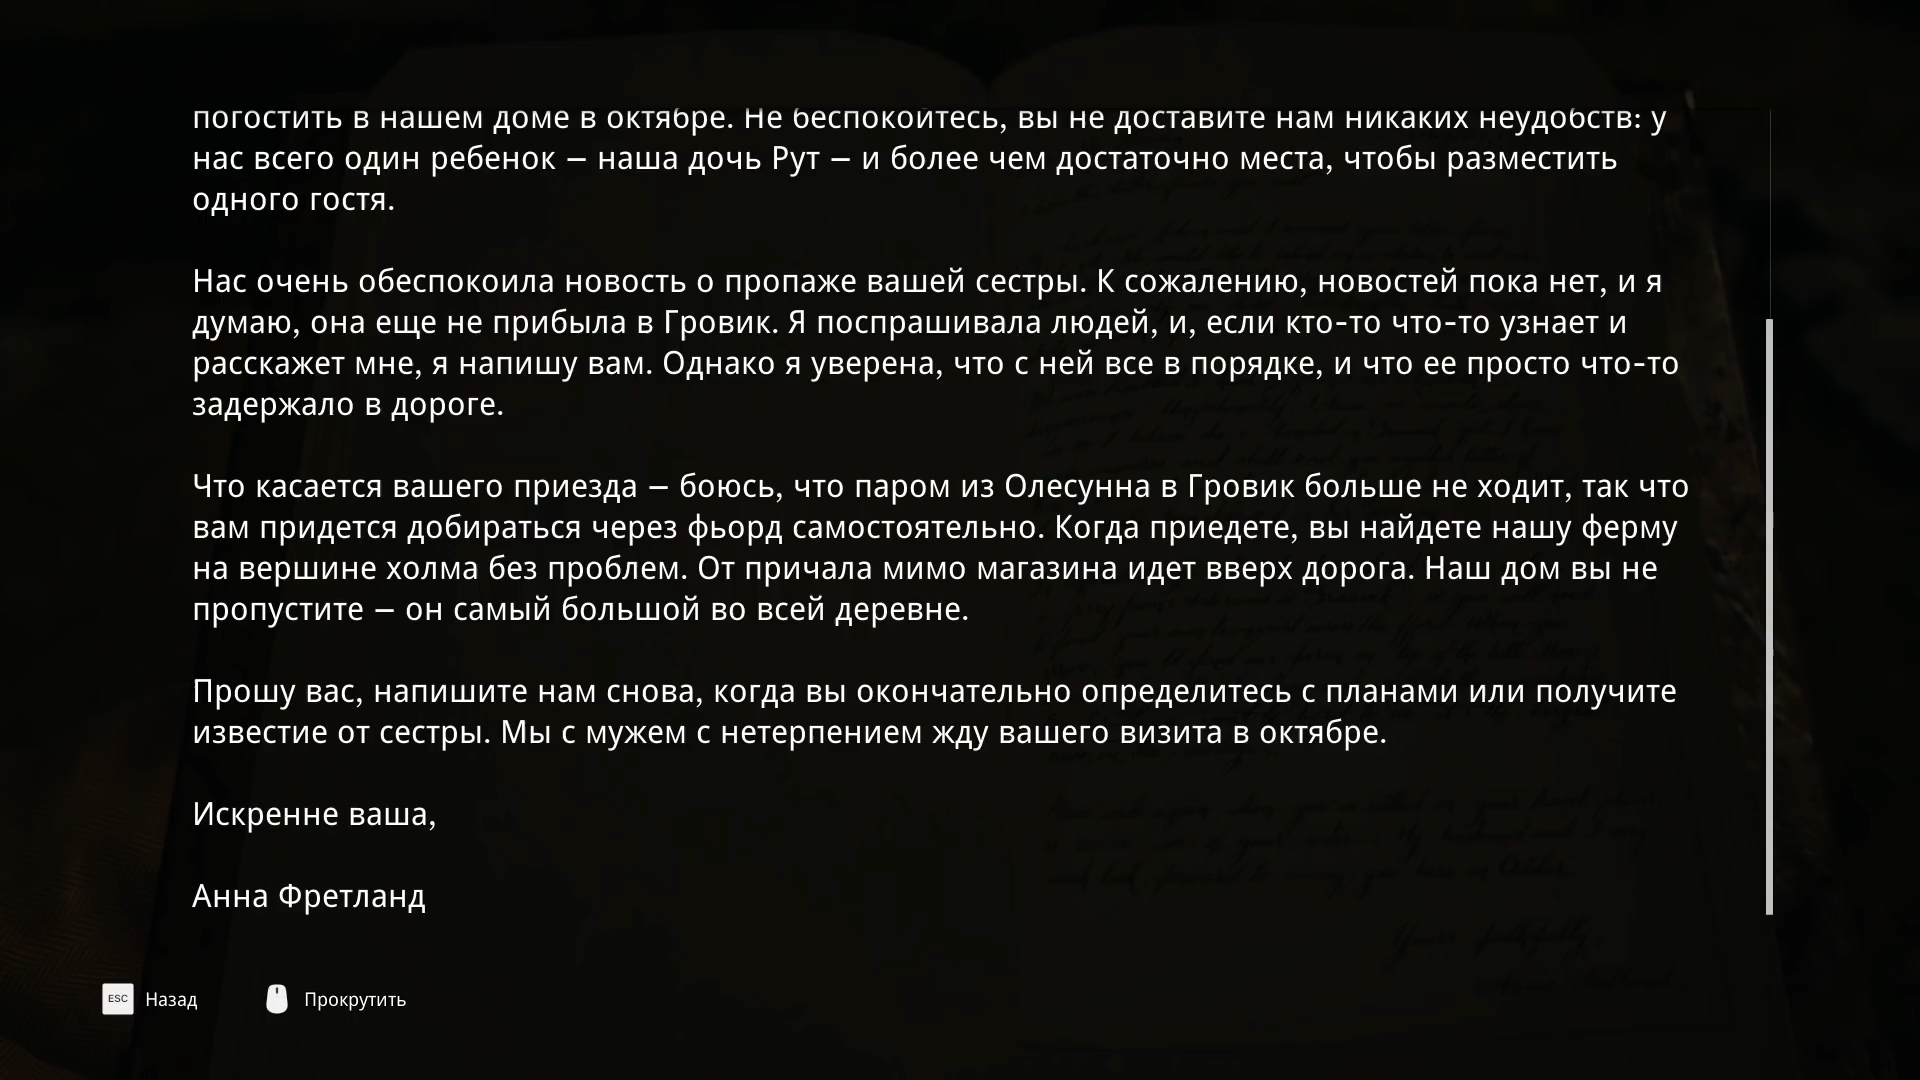 погостить в нашем доме в октябре. Не беспокоитесь, вы не доставите нам никаких неудобств: у
нас всего один ребенок – наша дочь Рут – и более чем достаточно места, чтобы разместить
одного гостя.
Нас очень обеспокоила новость о пропаже вашей сестры. К сожалению, новостей пока нет, и я
думаю, она еще не прибыла в Гровик. Я поспрашивала людей, и, если кто-то что-то узнает и
расскажет мне, я напишу вам. Однако я уверена, что с ней все в порядке, и что ее просто что-то
задержало в дороге.
Что касается вашего приезда – боюсь, что паром из Олесунна в Гровик больше не ходит, так что
вам придется добираться через фьорд самостоятельно. Когда приедете, вы найдете нашу ферму
на вершине холма без проблем. От причала мимо магазина идет вверх дорога. Наш дом вы не
пропустите – он самый большой во всей деревне.
Прошу вас, напишите нам снова, когда вы окончательно определитесь с планами или получите
известие от сестры. Мы с мужем с нетерпением жду вашего визита в октябре.
Искренне ваша,
Анна Фретланд
ESC Назад Прокрутить